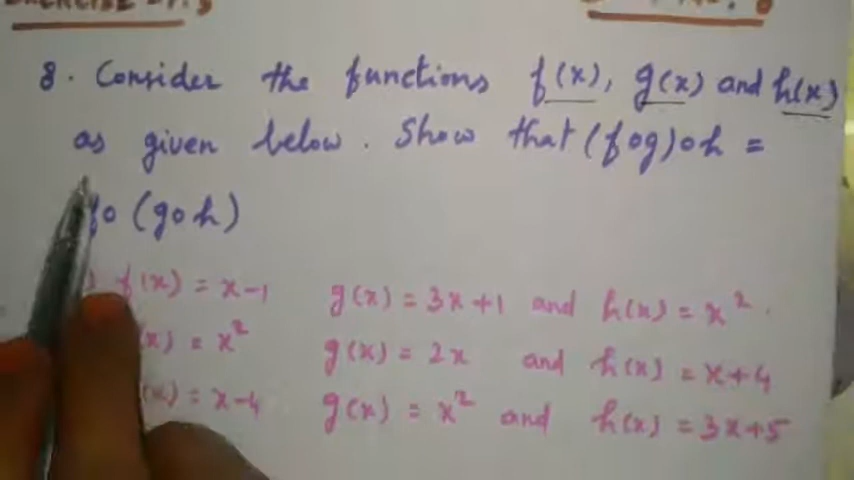 8. Consider the functions f(x), g(x) and h(x)
as given below. Show that (fog)oh =
fo (goh)
f(x) = x-1 g(x) = 3x+1 and h(x) = x².
(x) = x² g(x) = 2x and h(x) = x+4
(x) = x-4 g(x) = x² and h(x) = 3x+5